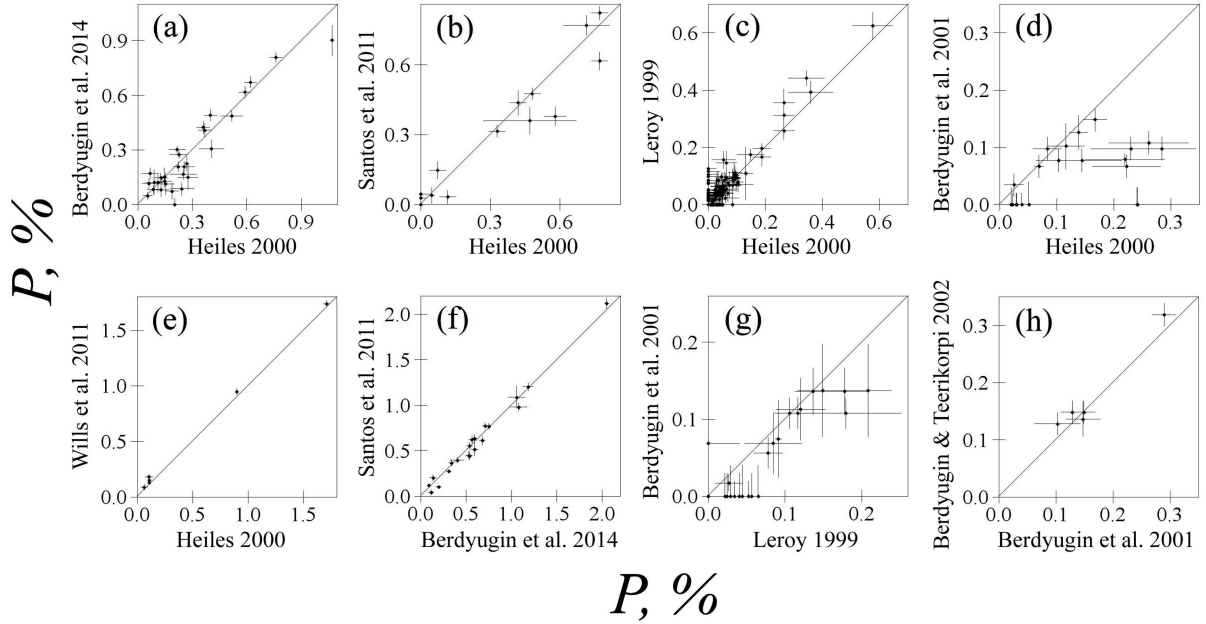 P, %
(a)
Berdyugin et al. 2014
0.9
0.6
0.3
0.0
0.0 0.3 0.6 0.9
Heiles 2000
(b)
Santos et al. 2011
0.6
0.3
0.0
0.3 0.6
Heiles 2000
(c)
Leroy 1999
0.6
0.4
0.2
0.0
0.0 0.2 0.4 0.6
Heiles 2000
(d)
Berdyugin et al. 2001
0.3
0.2
0.1
0.0
0.0 0.1 0.2 0.3
Heiles 2000
(e)
Wills et al. 2011
1.5
1.0
0.5
0.0
0.0 0.5 1.0 1.5
Heiles 2000
(f)
Santos et al. 2011
2.0
1.5
1.0
0.5
0.0
0.0 0.5 1.0 1.5 2.0
Berdyugin et al. 2014
(g)
Berdyugin et al. 2001
0.2
0.1
0.0
0.0 0.1 0.2
Leroy 1999
(h)
Berdyugin & Teerikorpi 2002
0.3
0.2
0.1
0.0
0.0 0.1 0.2 0.3
Berdyugin et al. 2001
P, %